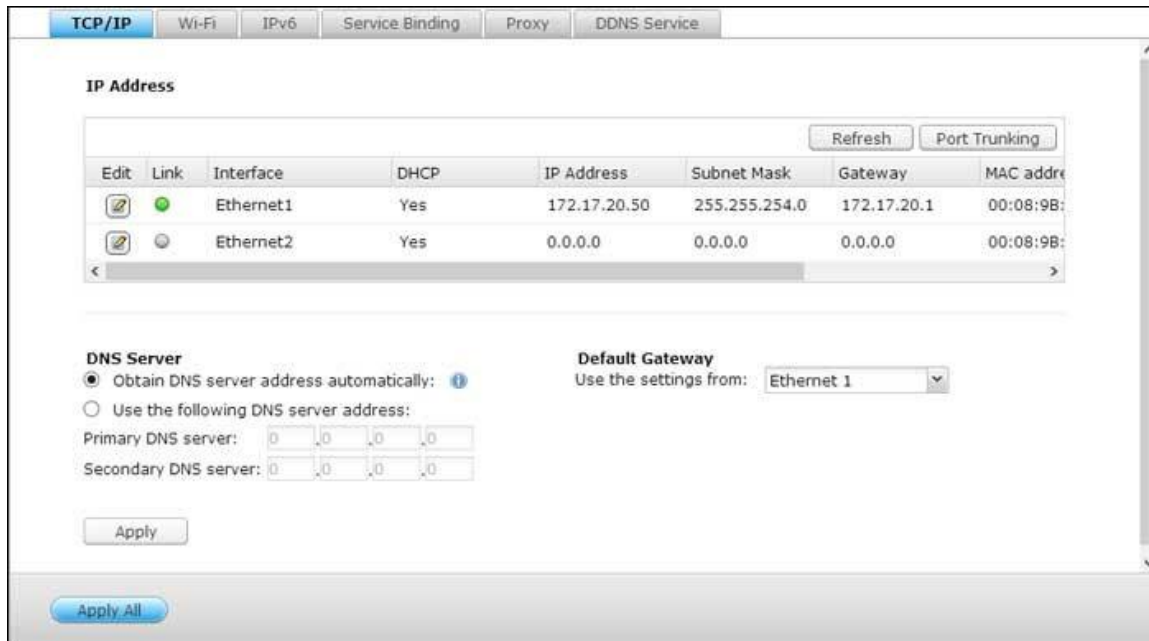 TCP/IP Wi-Fi IPv6 Service Binding Proxy DDNS Service
IP Address
Refresh Port Trunking
Edit Link Interface DHCP IP Address Subnet Mask Gateway MAC addre
Ethernet1 Yes 172.17.20.50 255.255.254.0 172.17.20.1 00:08:9B:
Ethernet2 Yes 0.0.0.0 0.0.0.0 0.0.0.0 00:08:9B:
DNS Server
Obtain DNS server address automatically:
Use the following DNS server address:
Primary DNS server: 0 .0 .0 .0
Secondary DNS server: 0 .0 .0 .0
Default Gateway
Use the settings from: Ethernet 1
Apply
Apply All